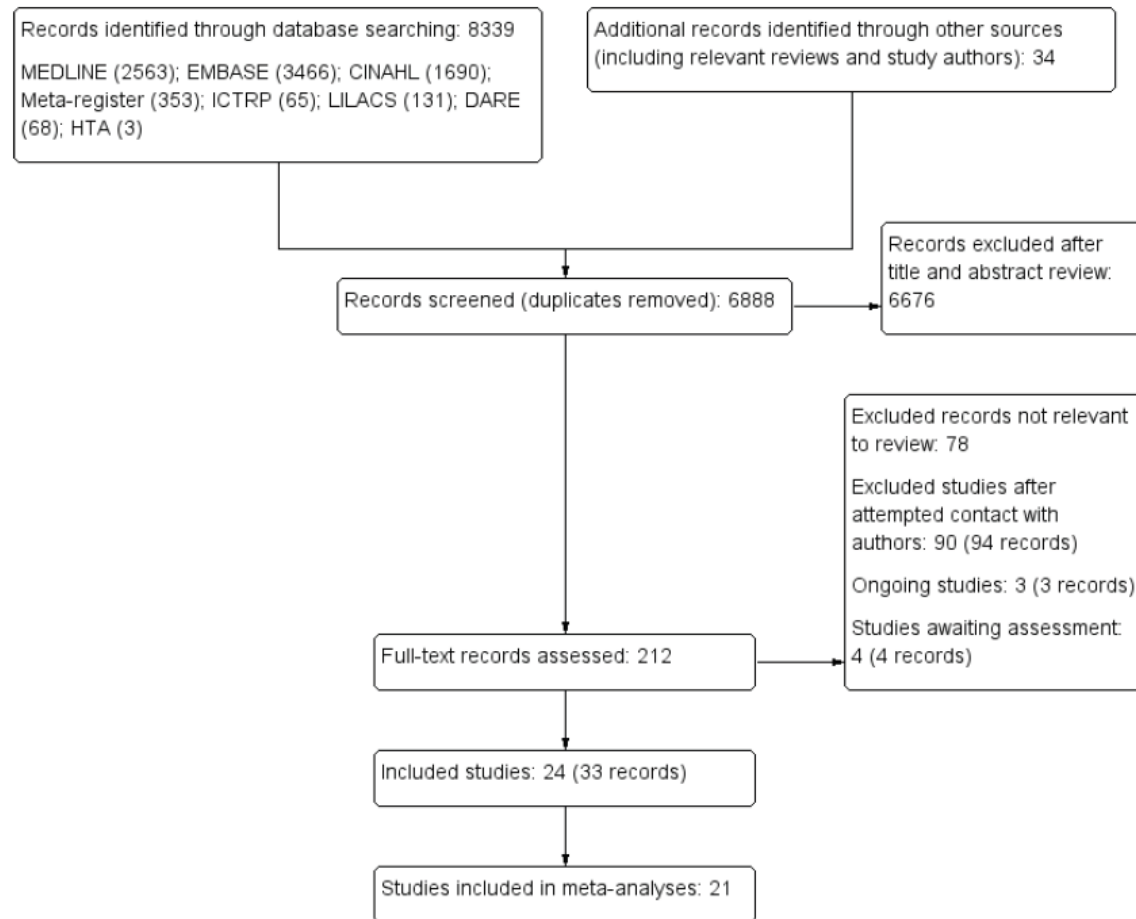 Records identified through database searching: 8339
MEDLINE (2563); EMBASE (3466); CINAHL (1690);
Meta-register (353); ICTRP (65); LILACS (131); DARE
(68); HTA (3)
Additional records identified through other sources
(including relevant reviews and study authors): 34
Records excluded after
title and abstract review:
6676
Records screened (duplicates removed): 6888
Excluded records not relevant
to review: 78
Excluded studies after
attempted contact with
authors: 90 (94 records)
Ongoing studies: 3 (3 records)
Studies awaiting assessment:
4 (4 records)
Full-text records assessed: 212
Included studies: 24 (33 records)
Studies included in meta-analyses: 21